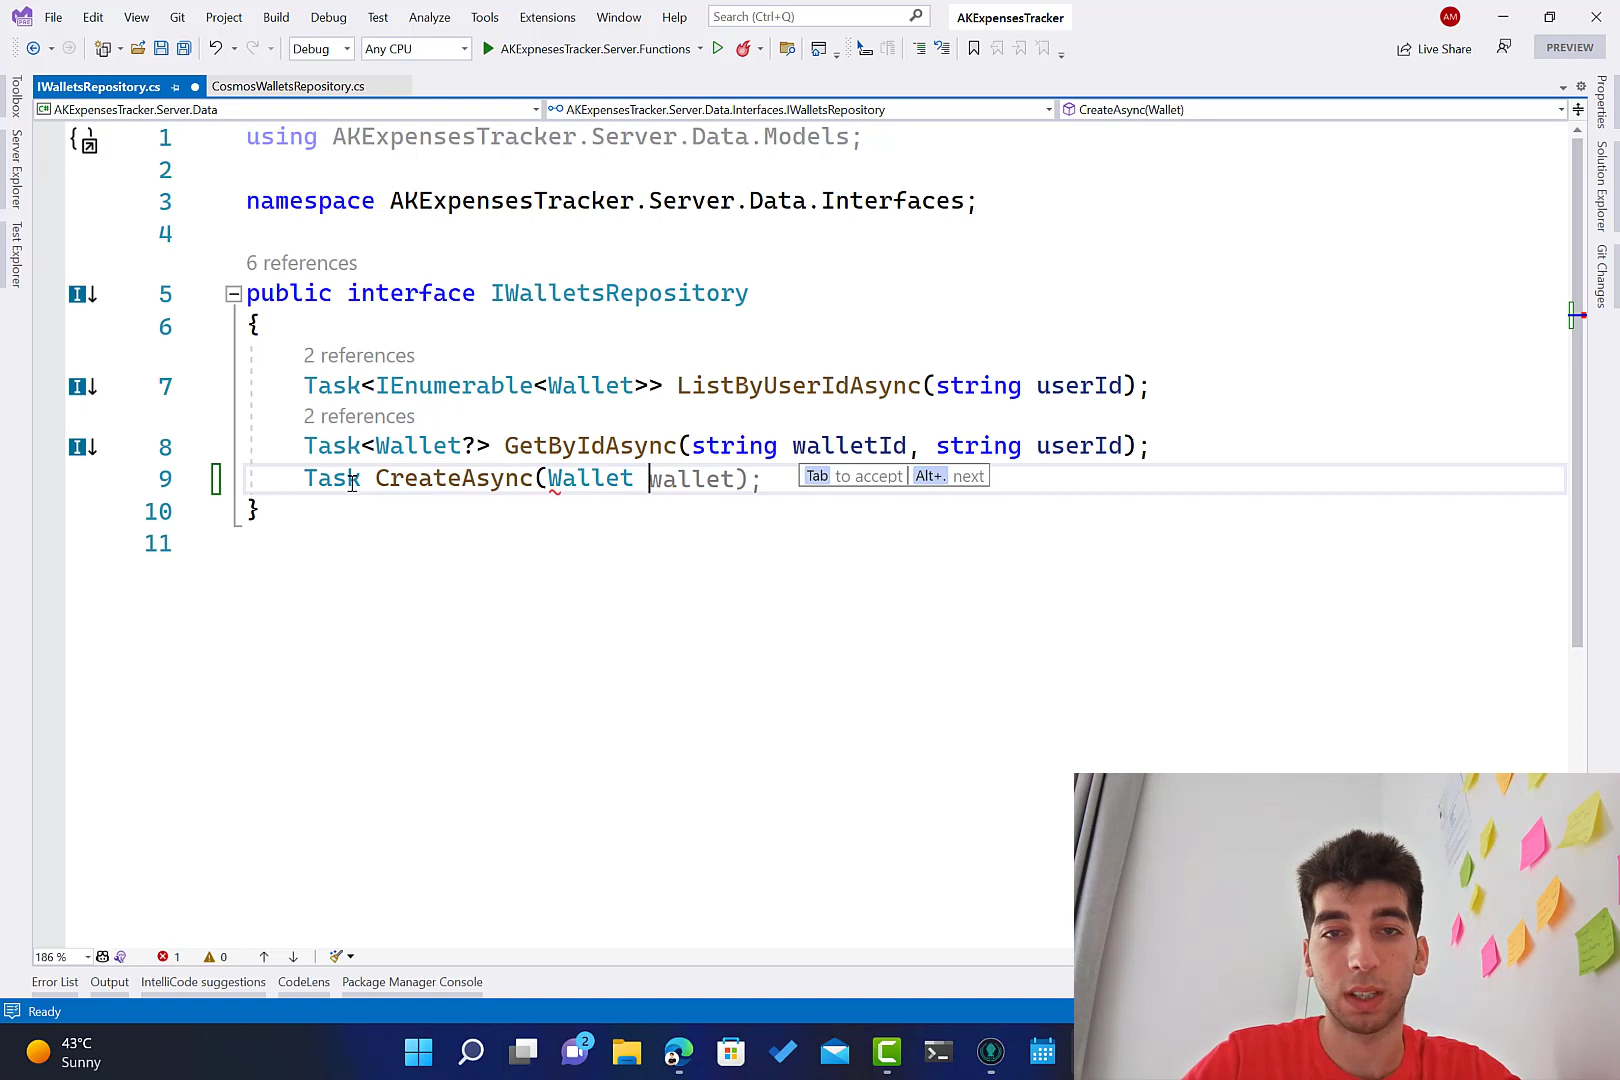 File Edit View Git Project Build Debug Test Analyze Tools Extensions Window Help Search (Ctrl+Q) AKExpensesTracker AM
Debug Any CPU AKExpnesesTracker.Server.Functions Live Share PREVIEW
IWalletsRepository.cs CosmosWalletsRepository.cs
AKExpensesTracker.Server.Data AKExpensesTracker.Server.Data.Interfaces.IWalletsRepository CreateAsync(Wallet)
Toolbox
Server Explorer
Test Explorer
Properties
Solution Explorer
Git Changes
1 using AKExpensesTracker.Server.Data.Models;
2
3 namespace AKExpensesTracker.Server.Data.Interfaces;
4
6 references
5 public interface IWalletsRepository
6 {
2 references
7 Task<IEnumerable<Wallet>> ListByUserIdAsync(string userId);
2 references
8 Task<Wallet?> GetByIdAsync(string walletId, string userId);
9 Task CreateAsync(Wallet wallet); Tab to accept Alt+. next
10 }
11
186 % 1 0
Error List Output IntelliCode suggestions CodeLens Package Manager Console
Ready
43°C
Sunny
2